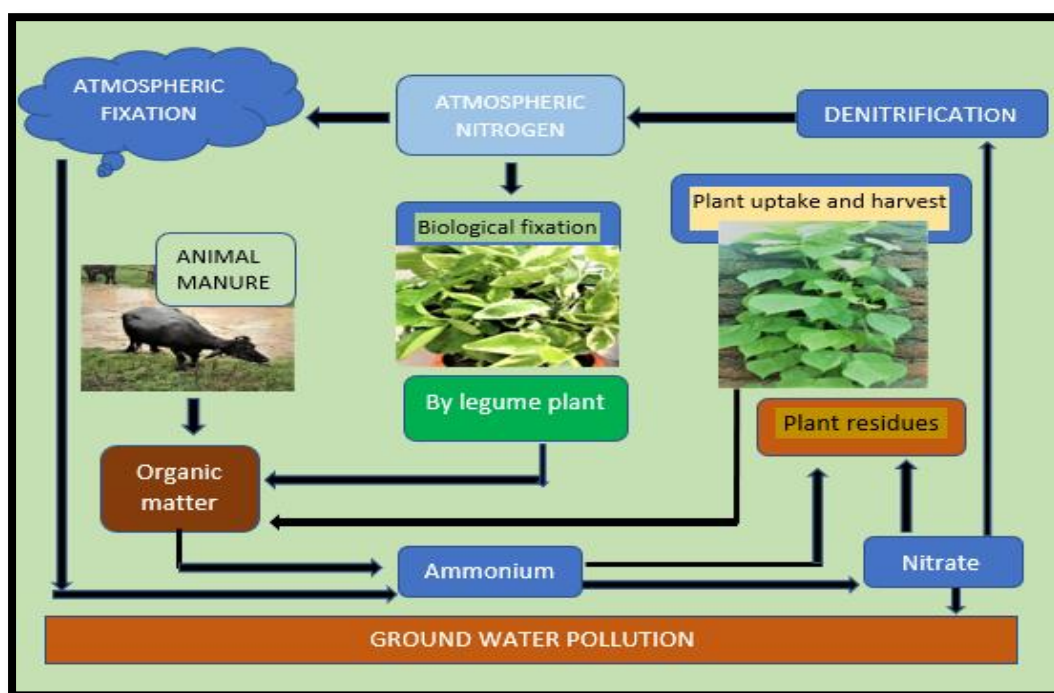 ATMOSPHERIC
FIXATION
ATMOSPHERIC
NITROGEN
DENITRIFICATION
Biological fixation
Plant uptake and harvest
ANIMAL
MANURE
By legume plant
Plant residues
Organic
matter
Ammonium
Nitrate
GROUND WATER POLLUTION